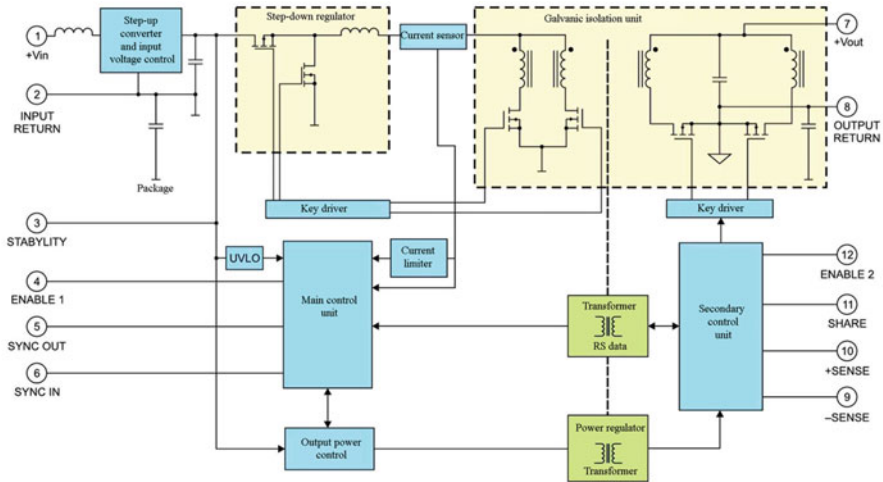 Step-up
converter
and input
voltage control
Step-down regulator
Current sensor
Galvanic isolation unit
1
+Vin
2
INPUT
RETURN
Package
7
+Vout
8
OUTPUT
RETURN
Key driver
Key driver
3
STABYLITY
UVLO
Current
limiter
4
ENABLE 1
Main control
unit
5
SYNC OUT
6
SYNC IN
Transformer
RS data
Secondary
control
unit
12
ENABLE 2
11
SHARE
10
+SENSE
9
–SENSE
Output power
control
Power regulator
Transformer